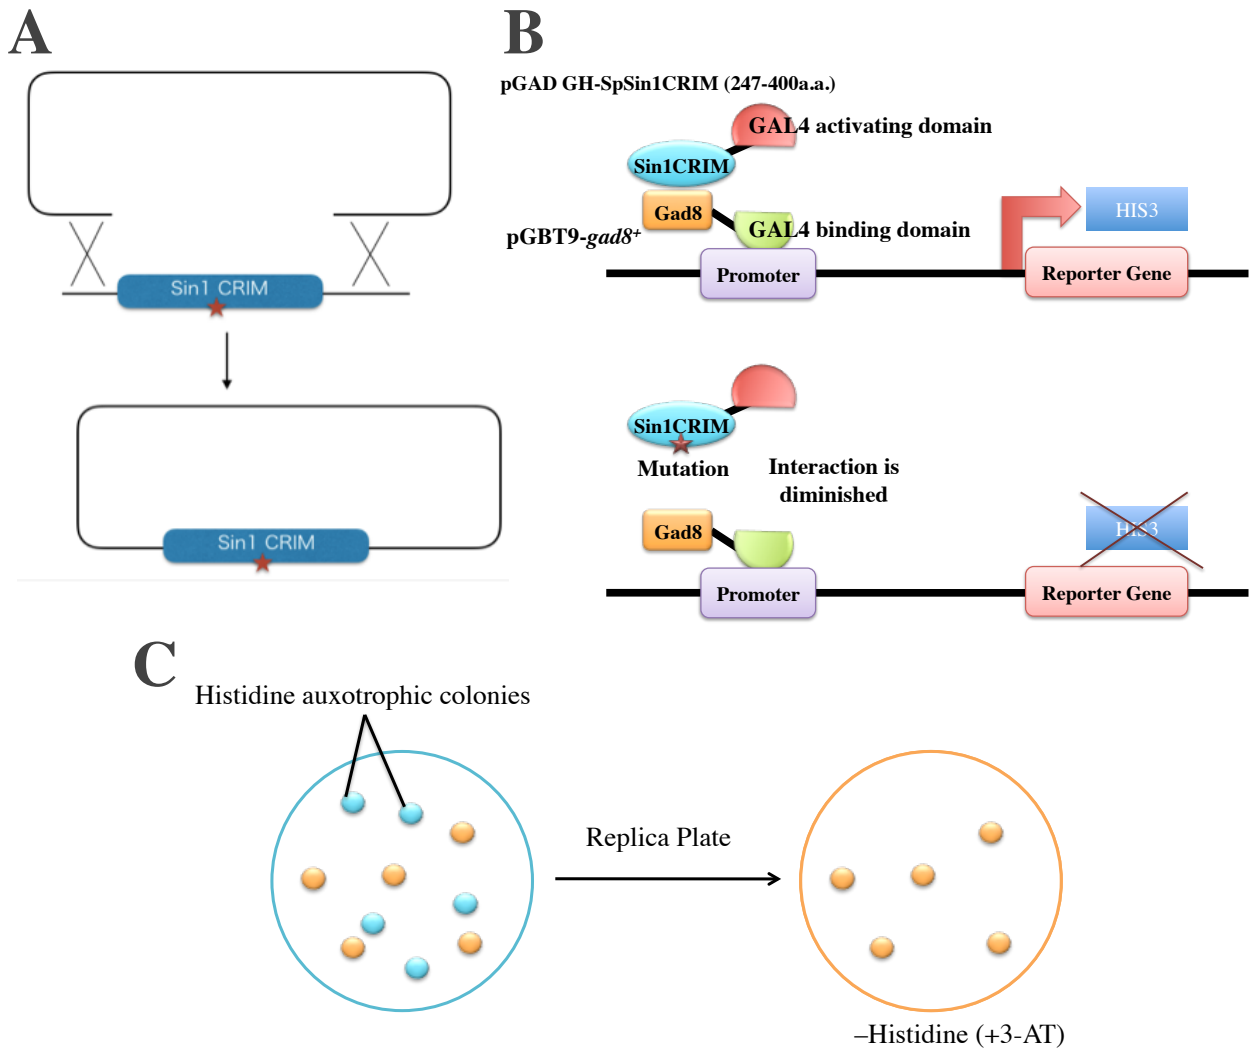 A
B
pGAD GH-SpSin1CRIM (247-400a.a.)
GAL4 activating domain
Sin1CRIM
Gad8
HIS3
pGBT9-gad8+
GAL4 binding domain
Promoter
Reporter Gene
Sin1 CRIM
Sin1CRIM
Mutation
Interaction is
diminished
Gad8
HIS3
Sin1 CRIM
Promoter
Reporter Gene
C
Histidine auxotrophic colonies
Replica Plate
–Histidine (+3-AT)